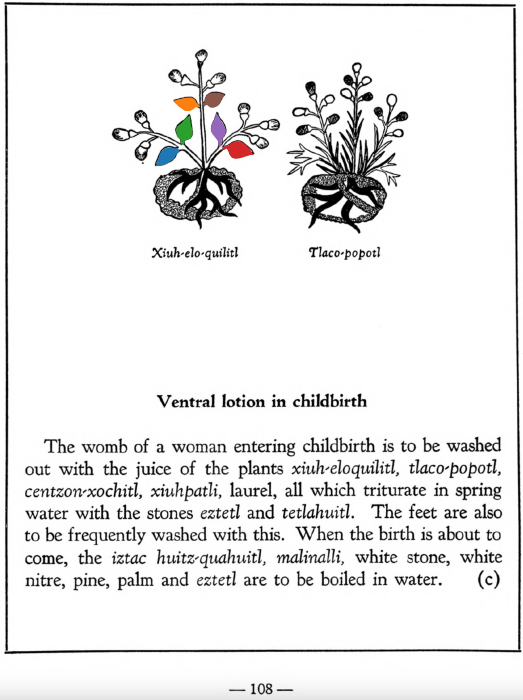 Xiuh-elo-quilitl
Tlaco-popotl
Ventral lotion in childbirth
The womb of a woman entering childbirth is to be washed
out with the juice of the plants xiuh-eloquilitl, tlaco-popotl,
centzon-xochitl, xiuhpatli, laurel, all which triturate in spring
water with the stones eztetl and tetlahuitl. The feet are also
to be frequently washed with this. When the birth is about to
come, the iztac huitz-quahuitl, malinalli, white stone, white
nitre, pine, palm and eztetl are to be boiled in water. (c)
— 108 —